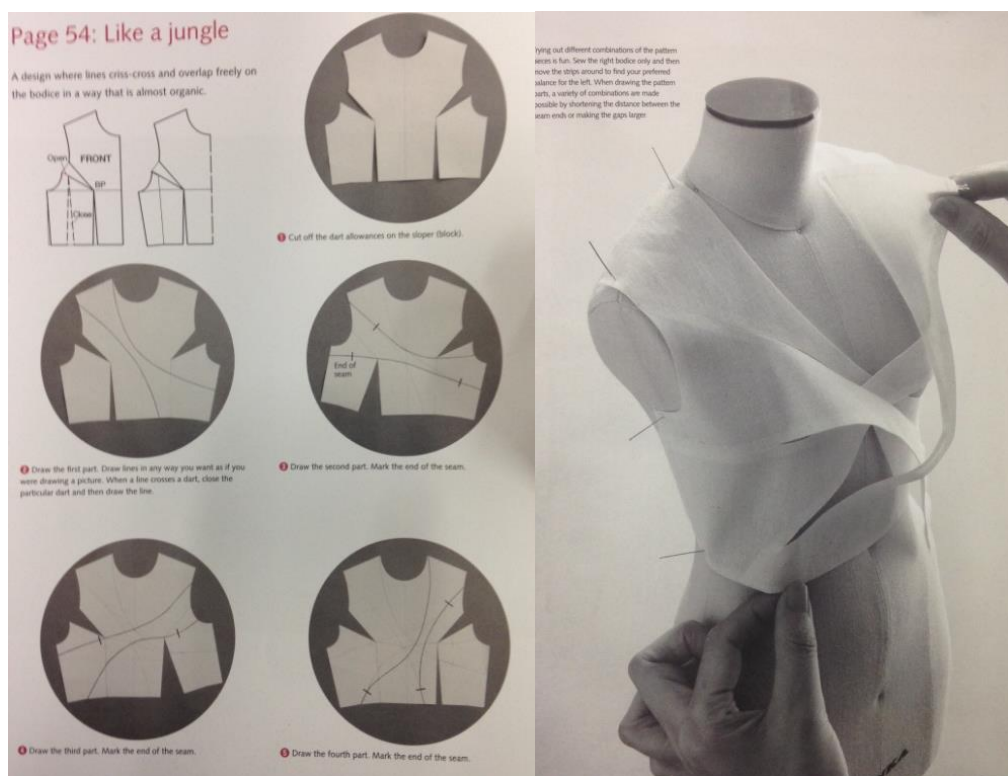 Page 54: Like a jungle
A design where lines criss-cross and overlap freely on
the bodice in a way that is almost organic.
Open FRONT
BP
Close
1 Cut off the dart allowances on the sloper (block).
2 Draw the first part. Draw lines in any way you want as if you
were drawing a picture. When a line crosses a dart, close the
particular dart and then draw the line.
End of
seam
3 Draw the second part. Mark the end of the seam.
4 Draw the third part. Mark the end of the seam.
5 Draw the fourth part. Mark the end of the seam.
rying out different combinations of the pattern
ieces is fun. Sew the right bodice only and then
nove the strips around to find your preferred
alance for the left. When drawing the pattern
arts, a variety of combinations are made
ossible by shortening the distance between the
eam ends or making the gaps larger